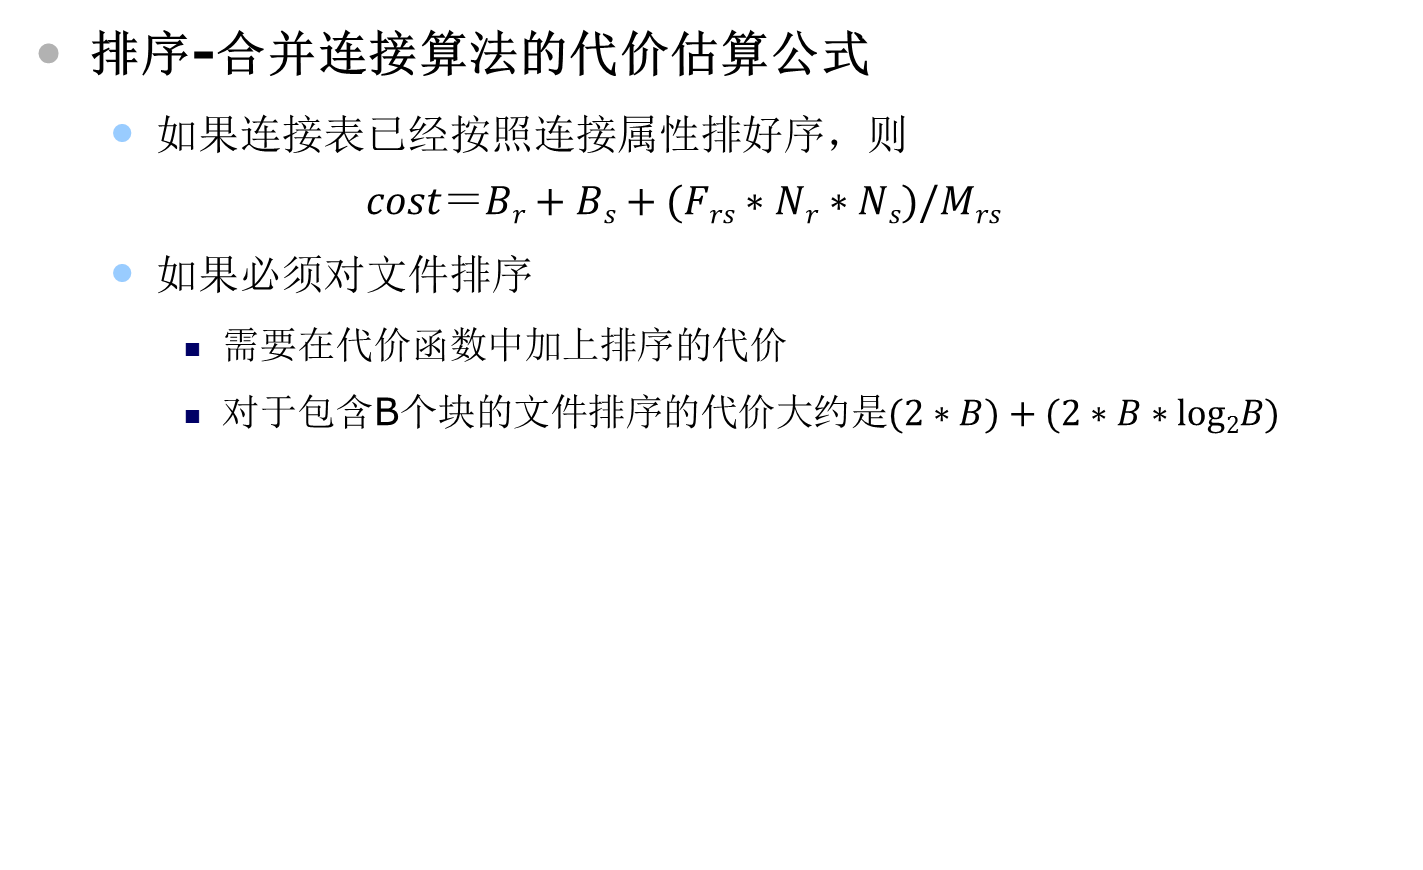 排序-合并连接算法的代价估算公式
如果连接表已经按照连接属性排好序，则
cost＝B_r + B_s + (F_rs ∗ N_r ∗ N_s)/M_rs
如果必须对文件排序
需要在代价函数中加上排序的代价
对于包含B个块的文件排序的代价大约是(2 ∗ B) + (2 ∗ B ∗ log₂B)